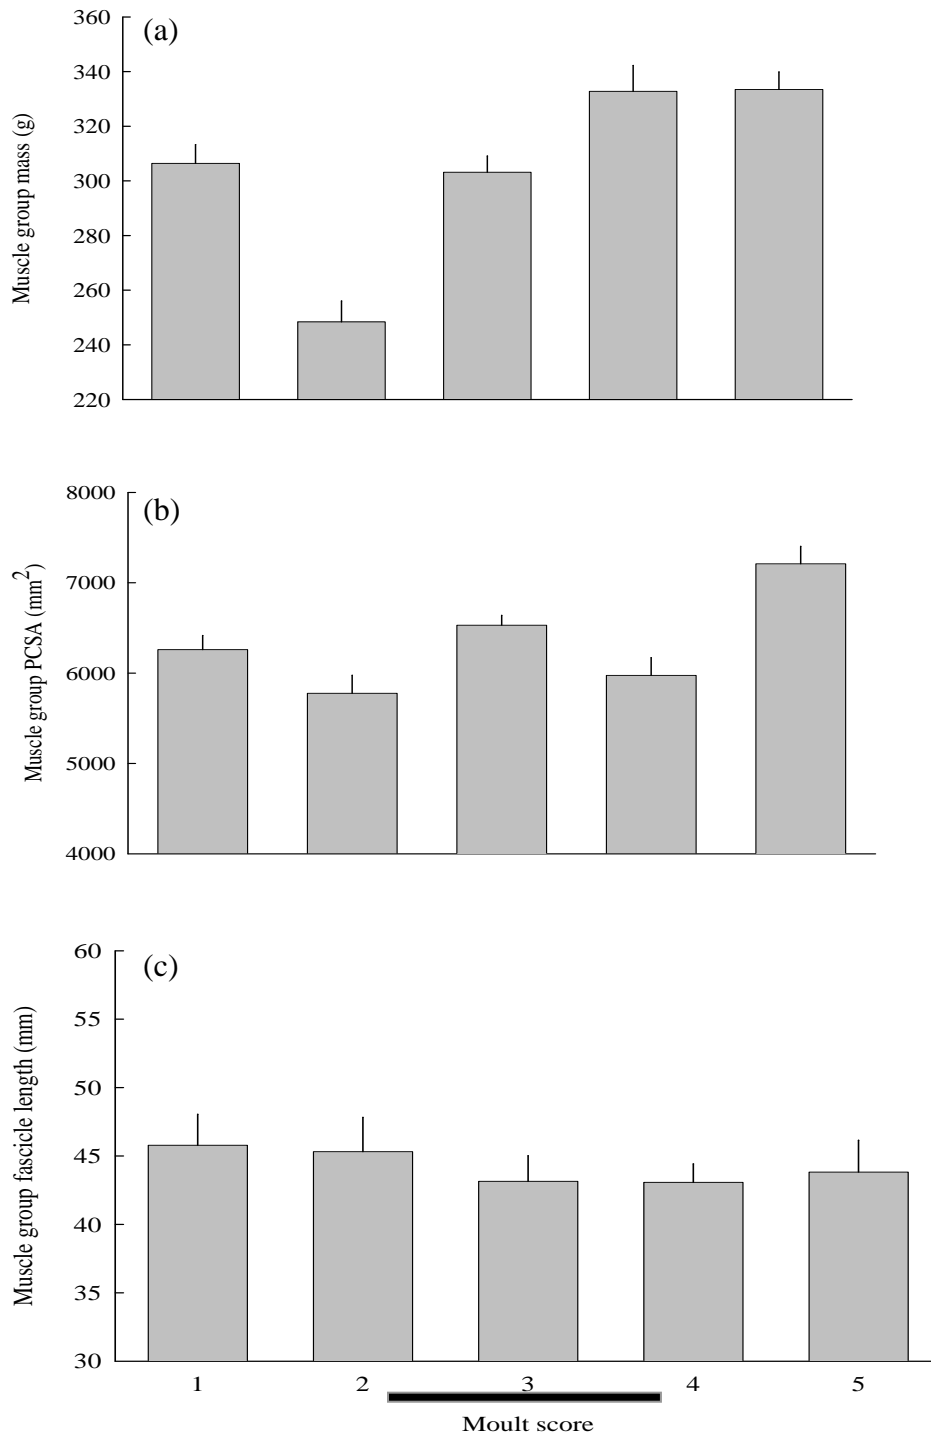 (a)
Muscle group mass (g)
360
340
320
300
280
260
240
220
(b)
Muscle group PCSA (mm²)
8000
7000
6000
5000
4000
(c)
Muscle group fascicle length (mm)
60
55
50
45
40
35
30
1 2 3 4 5
Moult score